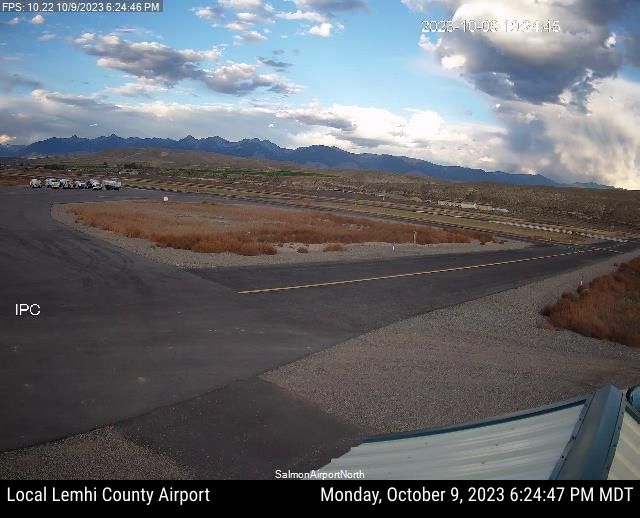 FPS: 10.22 10/9/2023 6:24:46 PM
IPC
SalmonAirportNorth
Local Lemhi County Airport
Monday, October 9, 2023 6:24:47 PM MDT